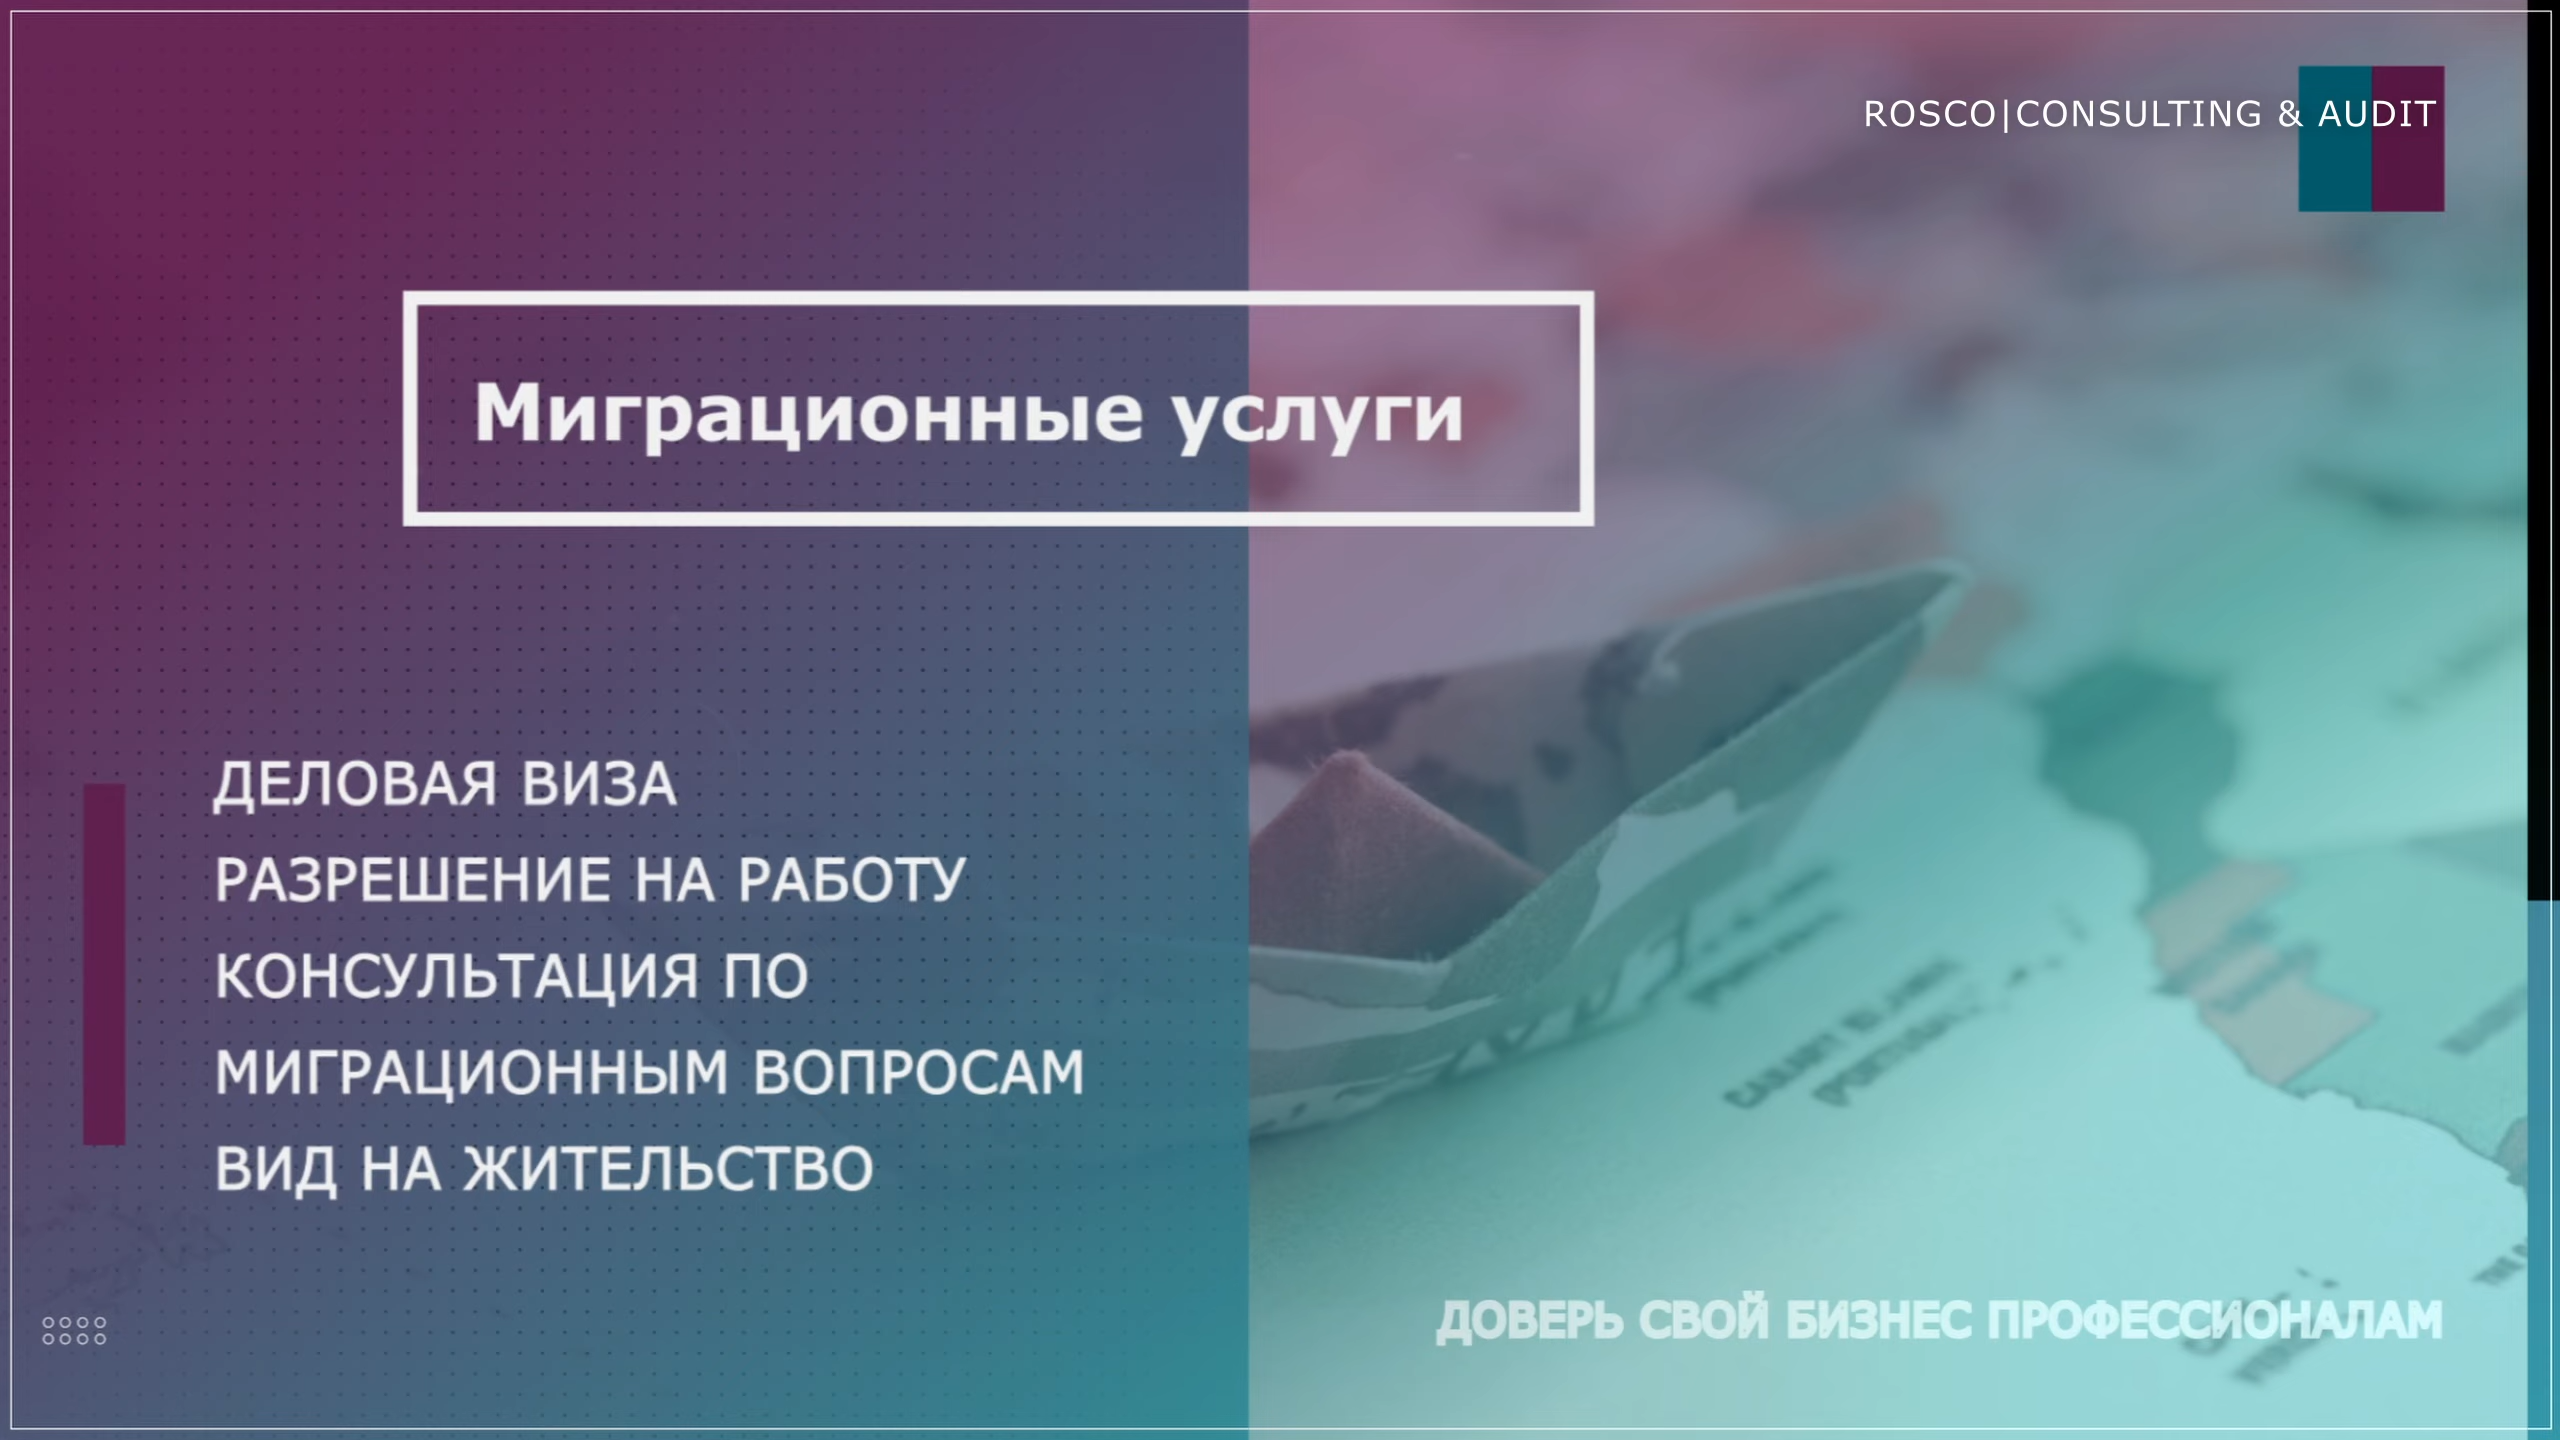 ROSCO|CONSULTING & AUDIT
Миграционные услуги
ДЕЛОВАЯ ВИЗА
РАЗРЕШЕНИЕ НА РАБОТУ
КОНСУЛЬТАЦИЯ ПО
МИГРАЦИОННЫМ ВОПРОСАМ
ВИД НА ЖИТЕЛЬСТВО
ДОВЕРЬ СВОЙ БИЗНЕС ПРОФЕССИОНАЛАМ